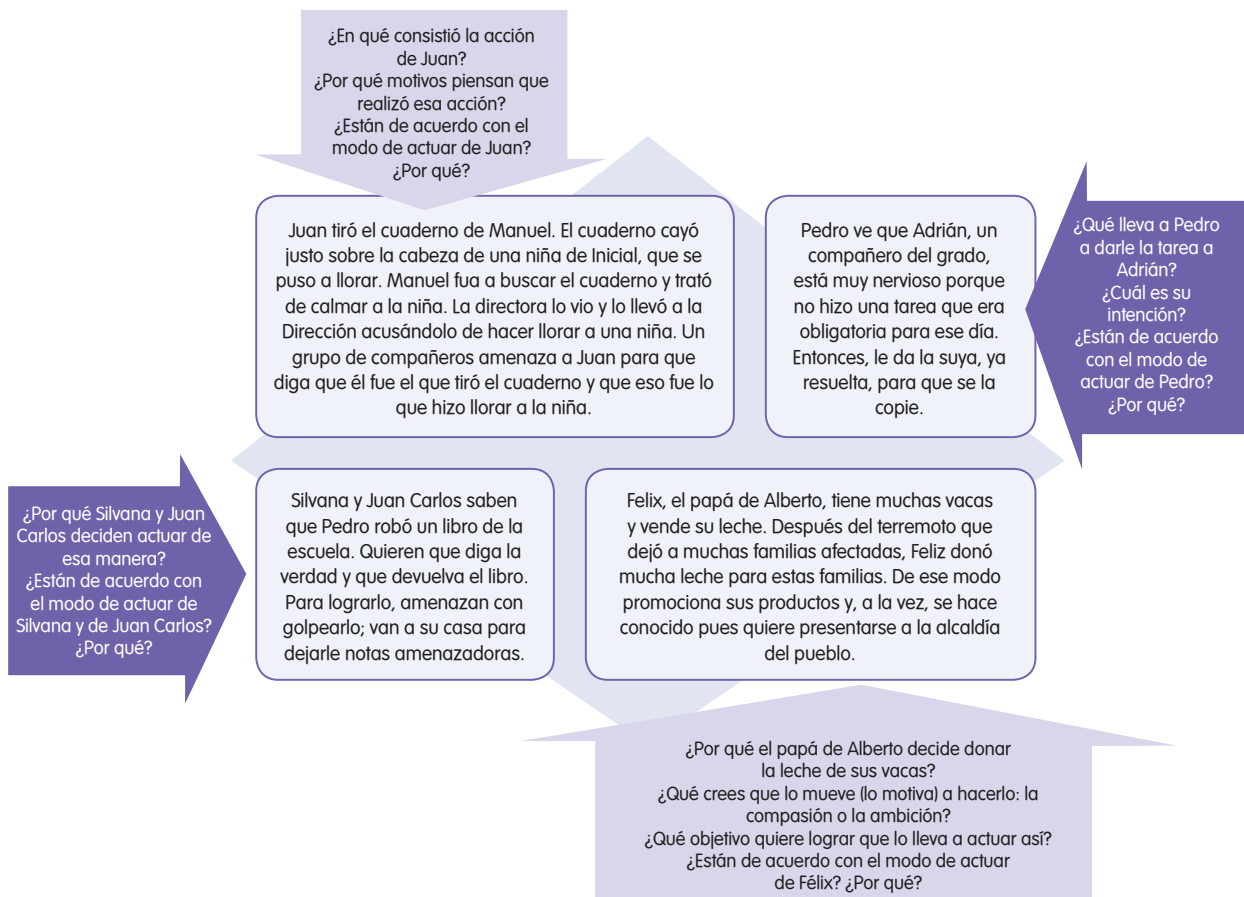 ¿En qué consistió la acción
de Juan?
¿Por qué motivos piensan que
realizó esa acción?
¿Están de acuerdo con el
modo de actuar de Juan?
¿Por qué?
Juan tiró el cuaderno de Manuel. El cuaderno cayó
justo sobre la cabeza de una niña de Inicial, que se
puso a llorar. Manuel fua a buscar el cuaderno y trató
de calmar a la niña. La directora lo vio y lo llevó a la
Dirección acusándolo de hacer llorar a una niña. Un
grupo de compañeros amenaza a Juan para que
diga que él fue el que tiró el cuaderno y que eso fue lo
que hizo llorar a la niña.
Pedro ve que Adrián, un
compañero del grado,
está muy nervioso porque
no hizo una tarea que era
obligatoria para ese día.
Entonces, le da la suya, ya
resuelta, para que se la
copie.
¿Qué lleva a Pedro
a darle la tarea a
Adrián?
¿Cuál es su
intención?
¿Están de acuerdo
con el modo de
actuar de Pedro?
¿Por qué?
¿Por qué Silvana y Juan
Carlos deciden actuar de
esa manera?
¿Están de acuerdo con
el modo de actuar de
Silvana y de Juan Carlos?
¿Por qué?
Silvana y Juan Carlos saben
que Pedro robó un libro de la
escuela. Quieren que diga la
verdad y que devuelva el libro.
Para lograrlo, amenazan con
golpearlo; van a su casa para
dejarle notas amenazadoras.
Felix, el papá de Alberto, tiene muchas vacas
y vende su leche. Después del terremoto que
dejó a muchas familias afectadas, Feliz donó
mucha leche para estas familias. De ese modo
promociona sus productos y, a la vez, se hace
conocido pues quiere presentarse a la alcaldía
del pueblo.
¿Por qué el papá de Alberto decide donar
la leche de sus vacas?
¿Qué crees que lo mueve (lo motiva) a hacerlo: la
compasión o la ambición?
¿Qué objetivo quiere lograr que lo lleva a actuar así?
¿Están de acuerdo con el modo de actuar
de Félix? ¿Por qué?